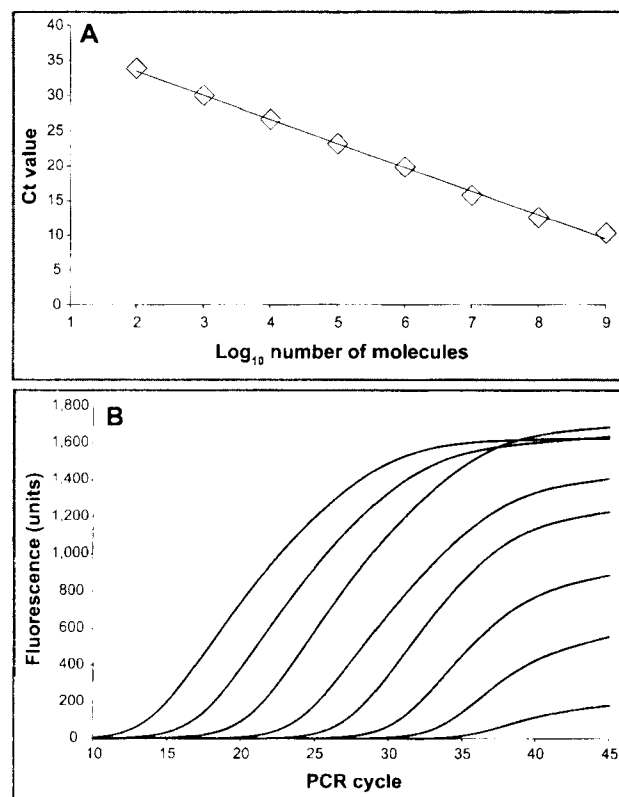 A
40
35
30
25
20
15
10
5
0
Ct value
1 2 3 4 5 6 7 8 9
Log10 number of molecules
B
1,800
1,600
1,400
1,200
1,000
800
600
400
200
0
Fluorescence (units)
10 15 20 25 30 35 40 45
PCR cycle